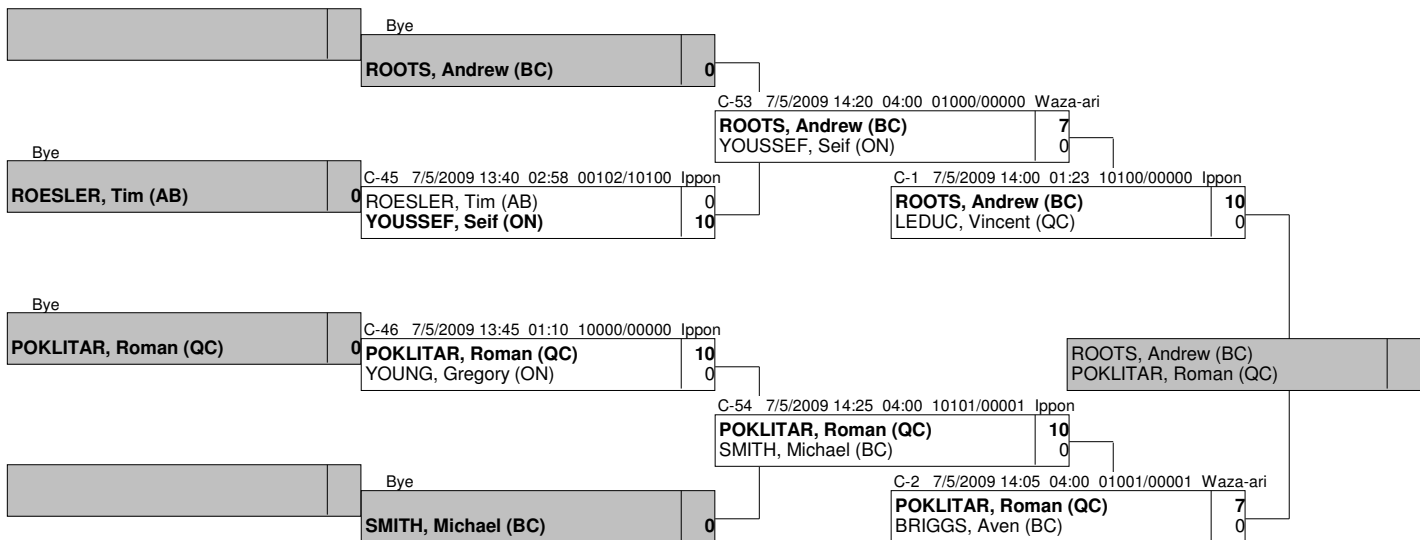 Bye
ROOTS, Andrew (BC) 0
C-53 7/5/2009 14:20 04:00 01000/00000 Waza-ari
ROOTS, Andrew (BC) 7
YOUSSEF, Seif (ON) 0
Bye
ROESLER, Tim (AB) 0
C-45 7/5/2009 13:40 02:58 00102/10100 Ippon
ROESLER, Tim (AB) 0
YOUSSEF, Seif (ON) 10
C-1 7/5/2009 14:00 01:23 10100/00000 Ippon
ROOTS, Andrew (BC) 10
LEDUC, Vincent (QC) 0
Bye
POKLITAR, Roman (QC) 0
C-46 7/5/2009 13:45 01:10 10000/00000 Ippon
POKLITAR, Roman (QC) 10
YOUNG, Gregory (ON) 0
ROOTS, Andrew (BC)
POKLITAR, Roman (QC)
C-54 7/5/2009 14:25 04:00 10101/00001 Ippon
POKLITAR, Roman (QC) 10
SMITH, Michael (BC) 0
Bye
SMITH, Michael (BC) 0
C-2 7/5/2009 14:05 04:00 01001/00001 Waza-ari
POKLITAR, Roman (QC) 7
BRIGGS, Aven (BC) 0